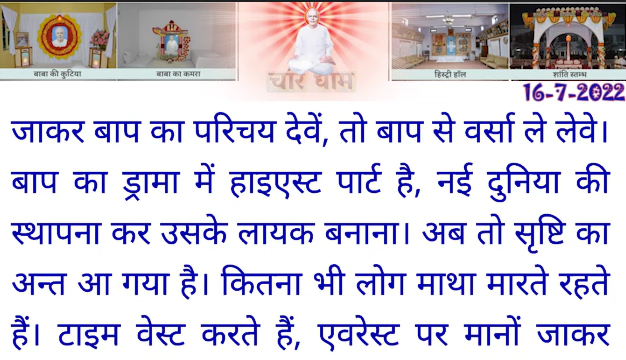 बाबा की कुटिया
बाबा का कमरा
चार धाम
हिस्ट्री हॉल
शांति स्तम्भ
16-7-2022
जाकर बाप का परिचय देवें, तो बाप से वर्सा ले लेवे।
बाप का ड्रामा में हाइएस्ट पार्ट है, नई दुनिया की
स्थापना कर उसके लायक बनाना। अब तो सृष्टि का
अन्त आ गया है। कितना भी लोग माथा मारते रहते
हैं। टाइम वेस्ट करते हैं, एवरेस्ट पर मानों जाकर